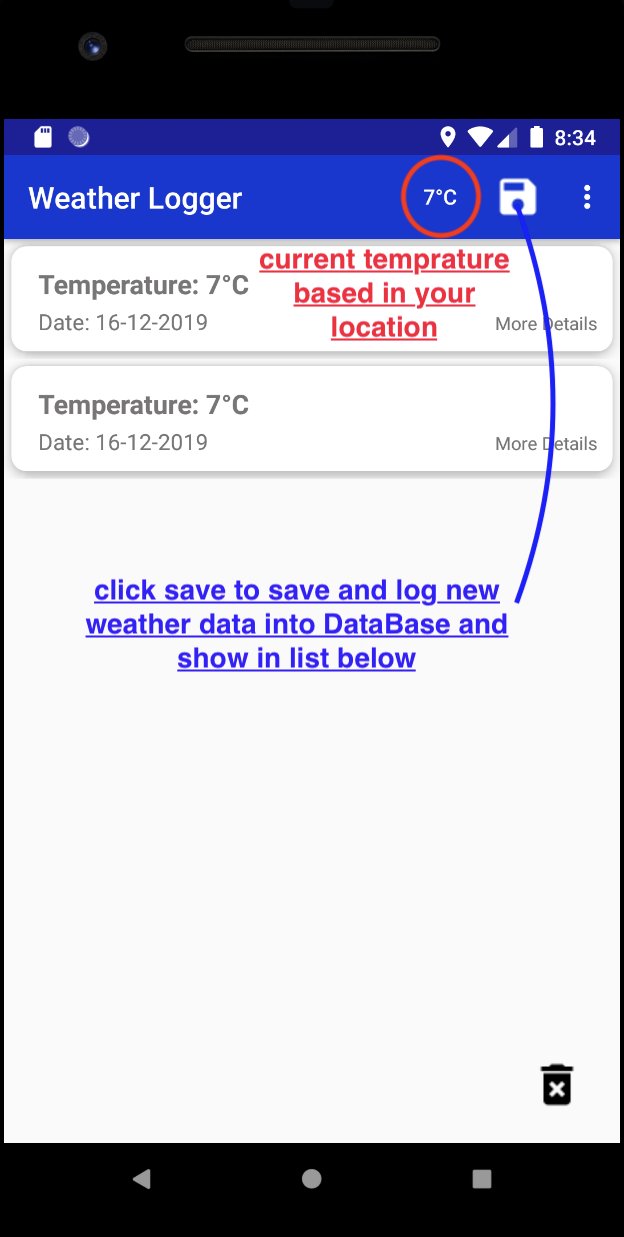 8:34
Weather Logger 7°C
current temprature
based in your
location
Temperature: 7°C
Date: 16-12-2019
More Details
Temperature: 7°C
Date: 16-12-2019
More Details
click save to save and log new
weather data into DataBase and
show in list below